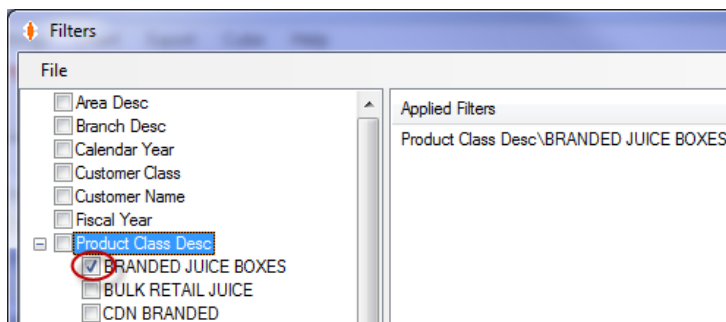 Filters
File
Area Desc
Branch Desc
Calendar Year
Customer Class
Customer Name
Fiscal Year
Product Class Desc
BRANDED JUICE BOXES
BULK RETAIL JUICE
CDN BRANDED
Applied Filters
Product Class Desc\BRANDED JUICE BOXES